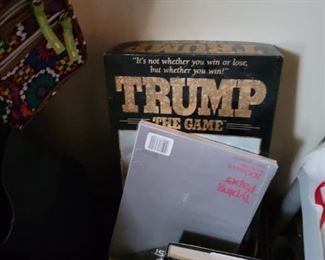 "It's not whether you win or lose,
but whether you win!"
TRUMP
THE GAME
Typing
Paper